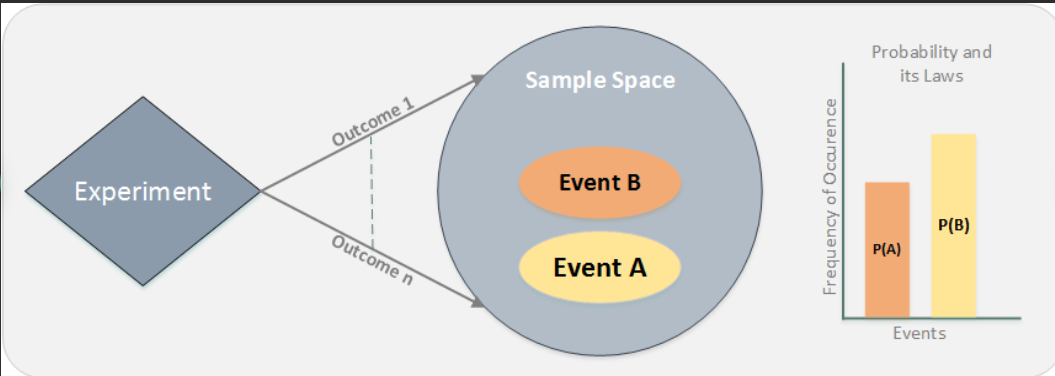 Experiment
Outcome 1
Outcome n
Sample Space
Event B
Event A
Probability and
its Laws
Frequency of Occurence
P(A)
P(B)
Events